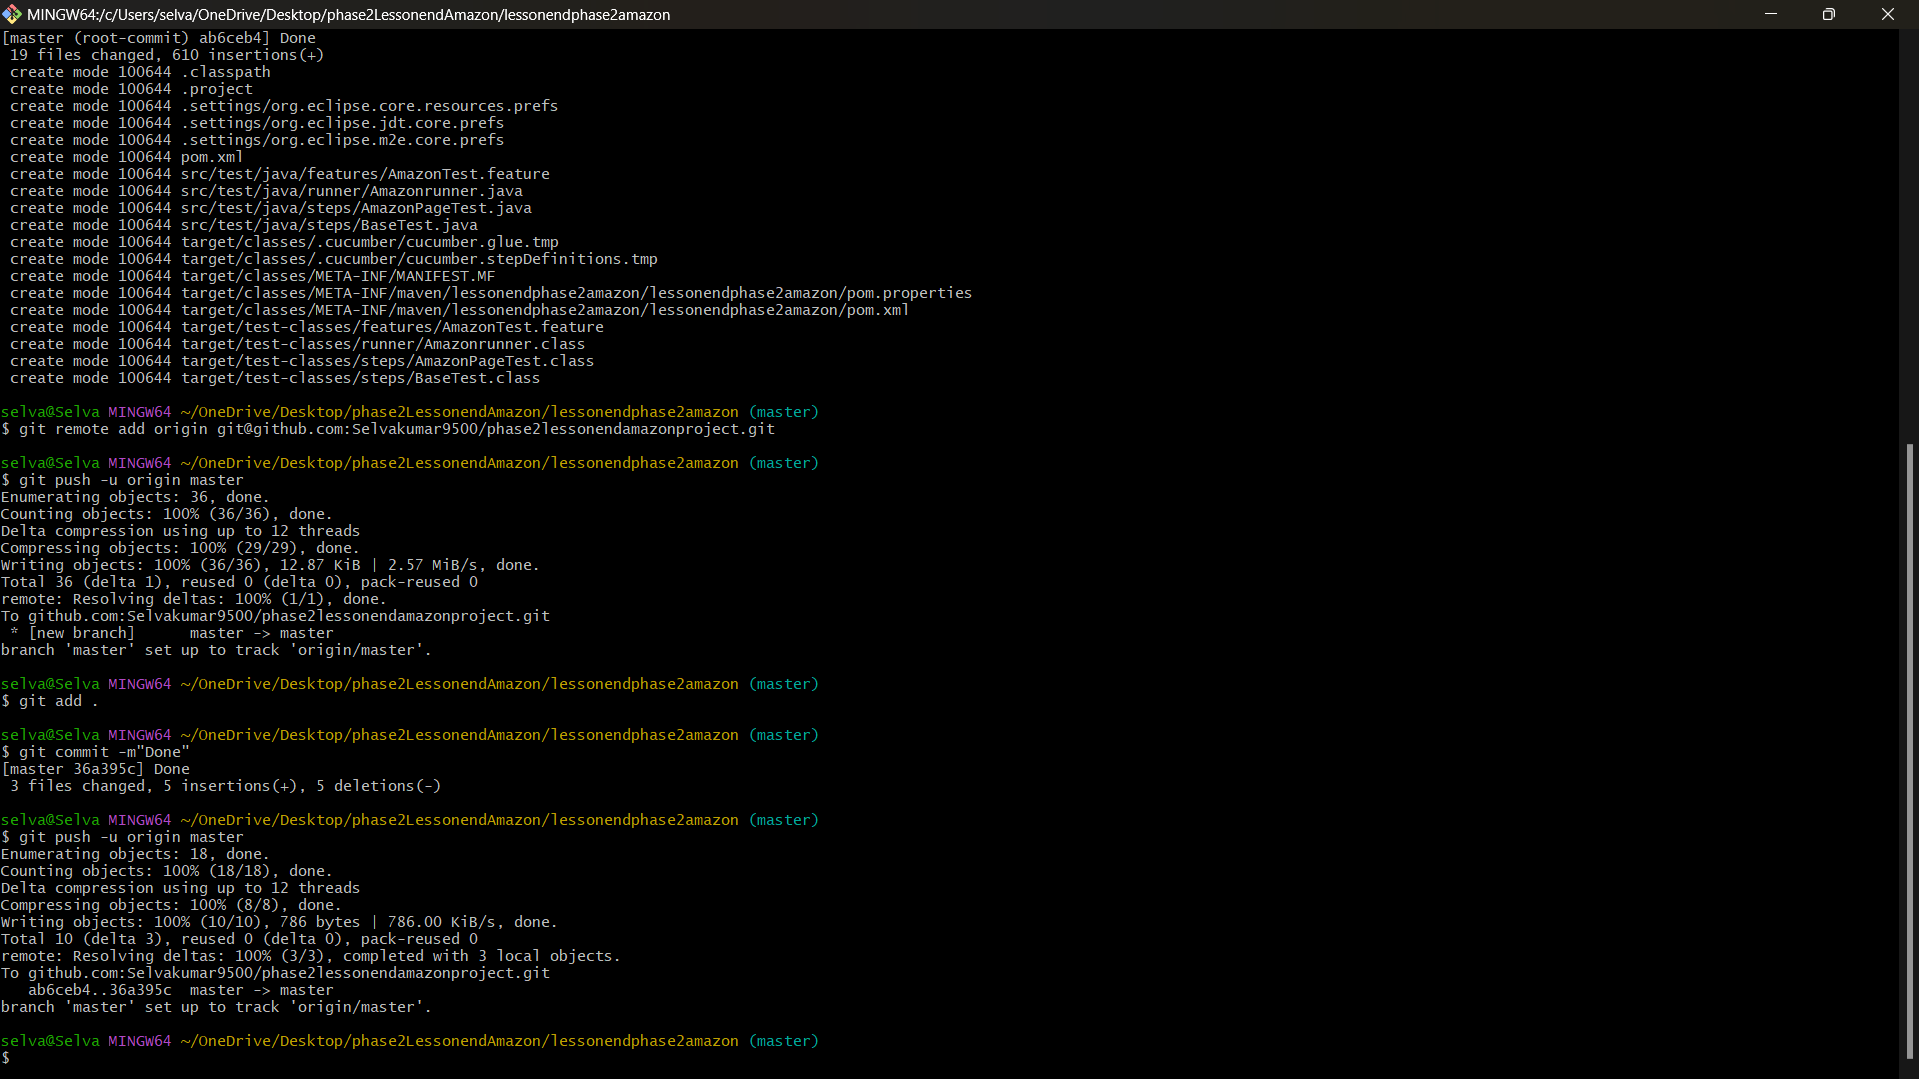 MINGW64:/c/Users/selva/OneDrive/Desktop/phase2LessonendAmazon/lessonendphase2amazon
[master (root-commit) ab6ceb4] Done
 19 files changed, 610 insertions(+)
 create mode 100644 .classpath
 create mode 100644 .project
 create mode 100644 .settings/org.eclipse.core.resources.prefs
 create mode 100644 .settings/org.eclipse.jdt.core.prefs
 create mode 100644 .settings/org.eclipse.m2e.core.prefs
 create mode 100644 pom.xml
 create mode 100644 src/test/java/features/AmazonTest.feature
 create mode 100644 src/test/java/runner/Amazonrunner.java
 create mode 100644 src/test/java/steps/AmazonPageTest.java
 create mode 100644 src/test/java/steps/BaseTest.java
 create mode 100644 target/classes/.cucumber/cucumber.glue.tmp
 create mode 100644 target/classes/.cucumber/cucumber.stepDefinitions.tmp
 create mode 100644 target/classes/META-INF/MANIFEST.MF
 create mode 100644 target/classes/META-INF/maven/lessonendphase2amazon/lessonendphase2amazon/pom.properties
 create mode 100644 target/classes/META-INF/maven/lessonendphase2amazon/lessonendphase2amazon/pom.xml
 create mode 100644 target/test-classes/features/AmazonTest.feature
 create mode 100644 target/test-classes/runner/Amazonrunner.class
 create mode 100644 target/test-classes/steps/AmazonPageTest.class
 create mode 100644 target/test-classes/steps/BaseTest.class
selva@Selva MINGW64 ~/OneDrive/Desktop/phase2LessonendAmazon/lessonendphase2amazon (master)
$ git remote add origin git@github.com:Selvakumar9500/phase2lessonendamazonproject.git
selva@Selva MINGW64 ~/OneDrive/Desktop/phase2LessonendAmazon/lessonendphase2amazon (master)
$ git push -u origin master
Enumerating objects: 36, done.
Counting objects: 100% (36/36), done.
Delta compression using up to 12 threads
Compressing objects: 100% (29/29), done.
Writing objects: 100% (36/36), 12.87 KiB | 2.57 MiB/s, done.
Total 36 (delta 1), reused 0 (delta 0), pack-reused 0
remote: Resolving deltas: 100% (1/1), done.
To github.com:Selvakumar9500/phase2lessonendamazonproject.git
 * [new branch]      master -> master
branch 'master' set up to track 'origin/master'.
selva@Selva MINGW64 ~/OneDrive/Desktop/phase2LessonendAmazon/lessonendphase2amazon (master)
$ git add .
selva@Selva MINGW64 ~/OneDrive/Desktop/phase2LessonendAmazon/lessonendphase2amazon (master)
$ git commit -m"Done"
[master 36a395c] Done
 3 files changed, 5 insertions(+), 5 deletions(-)
selva@Selva MINGW64 ~/OneDrive/Desktop/phase2LessonendAmazon/lessonendphase2amazon (master)
$ git push -u origin master
Enumerating objects: 18, done.
Counting objects: 100% (18/18), done.
Delta compression using up to 12 threads
Compressing objects: 100% (8/8), done.
Writing objects: 100% (10/10), 786 bytes | 786.00 KiB/s, done.
Total 10 (delta 3), reused 0 (delta 0), pack-reused 0
remote: Resolving deltas: 100% (3/3), completed with 3 local objects.
To github.com:Selvakumar9500/phase2lessonendamazonproject.git
   ab6ceb4..36a395c  master -> master
branch 'master' set up to track 'origin/master'.
selva@Selva MINGW64 ~/OneDrive/Desktop/phase2LessonendAmazon/lessonendphase2amazon (master)
$